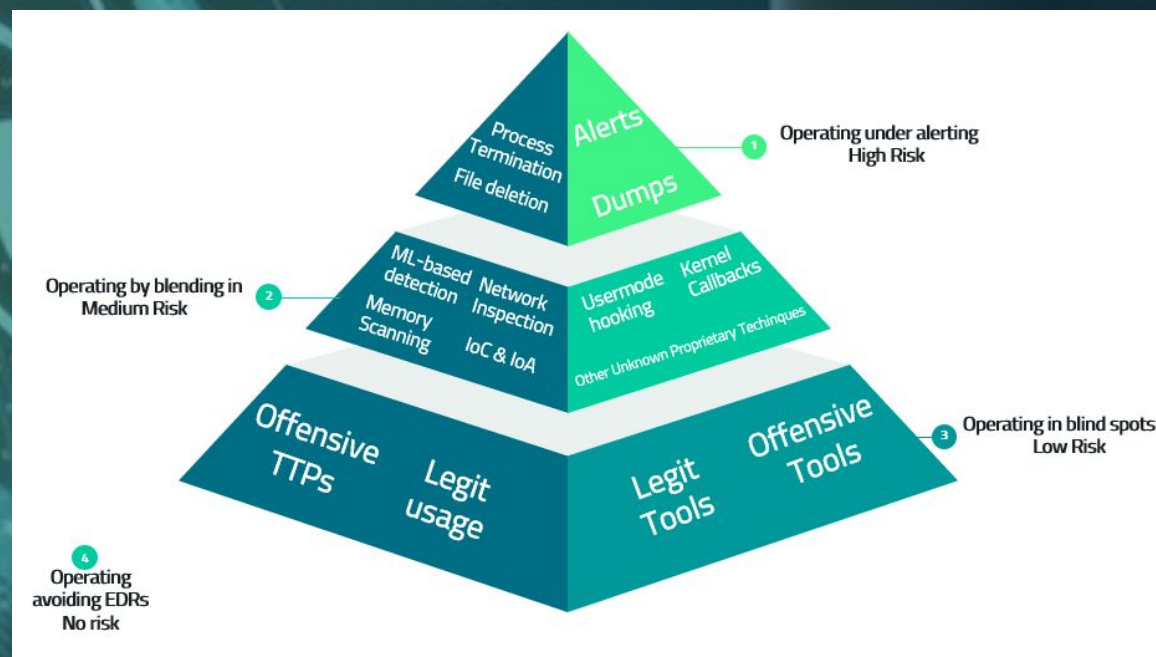 Process
Termination
File deletion
Alerts
Dumps
1
Operating under alerting
High Risk
Operating by blending in
Medium Risk
2
ML-based
detection
Network
Inspection
Memory
Scanning
IoC & IoA
Usermode
hooking
Kernel
Callbacks
Other Unknown Proprietary Techinques
Offensive
TTPs
Legit
usage
Legit
Tools
Offensive
Tools
3
Operating in blind spots
Low Risk
4
Operating
avoiding EDRs
No risk